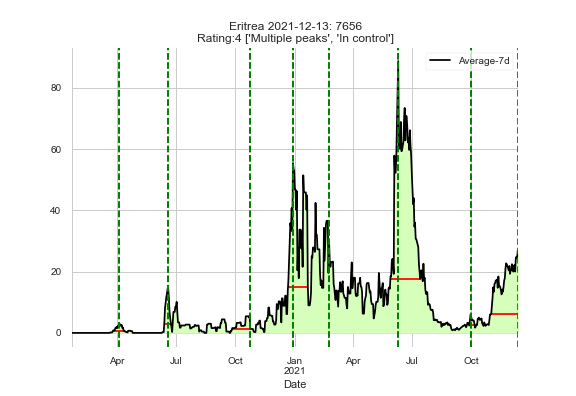 Eritrea 2021-12-13: 7656
Rating:4 ['Multiple peaks', 'In control']
Average-7d
80
60
40
20
0
Apr Jul Oct Jan Apr Jul Oct
2021
Date